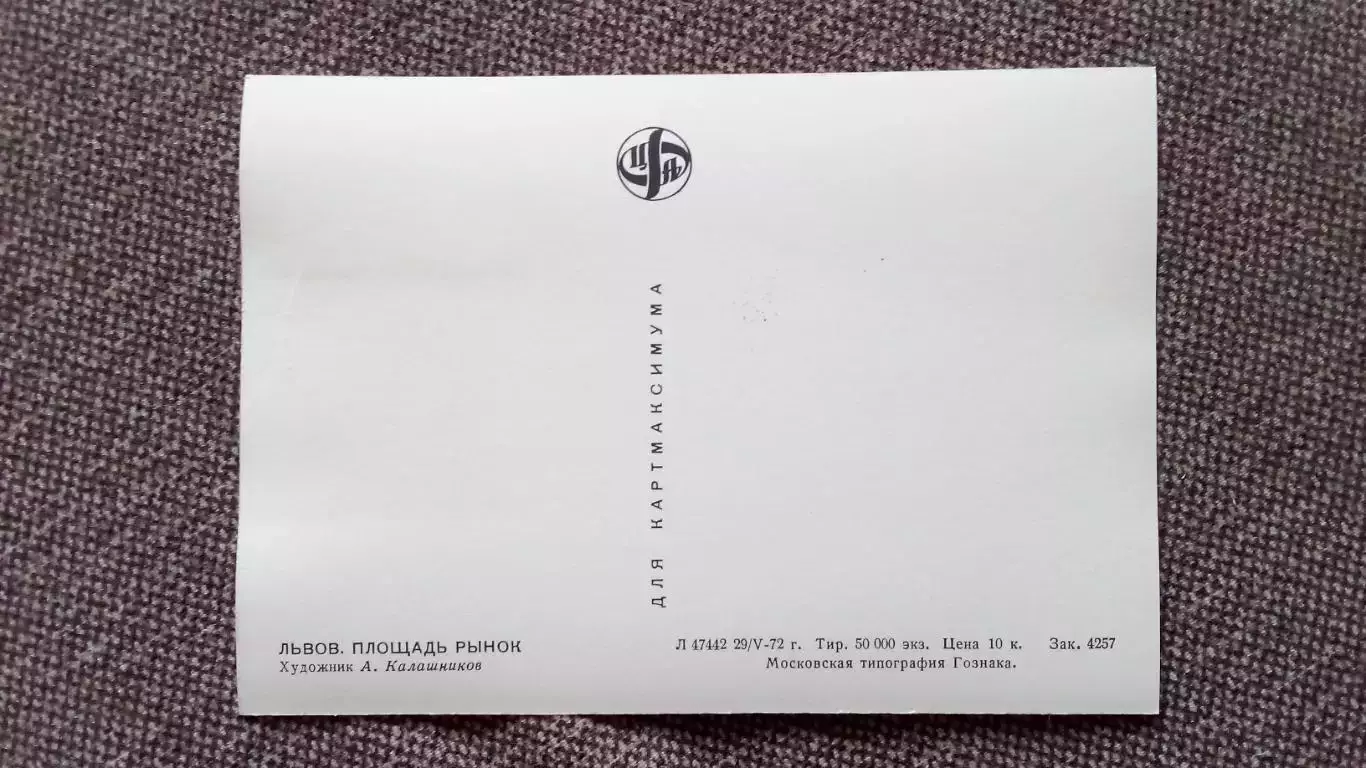 ЦФА
ДЛЯ КАРТМАКСИМУМА
ЛЬВОВ. ПЛОЩАДЬ РЫНОК
Художник А. Калашников
Л 47442 29/V-72 г. Тир. 50 000 экз. Цена 10 к. Зак. 4257
Московская типография Гознака.